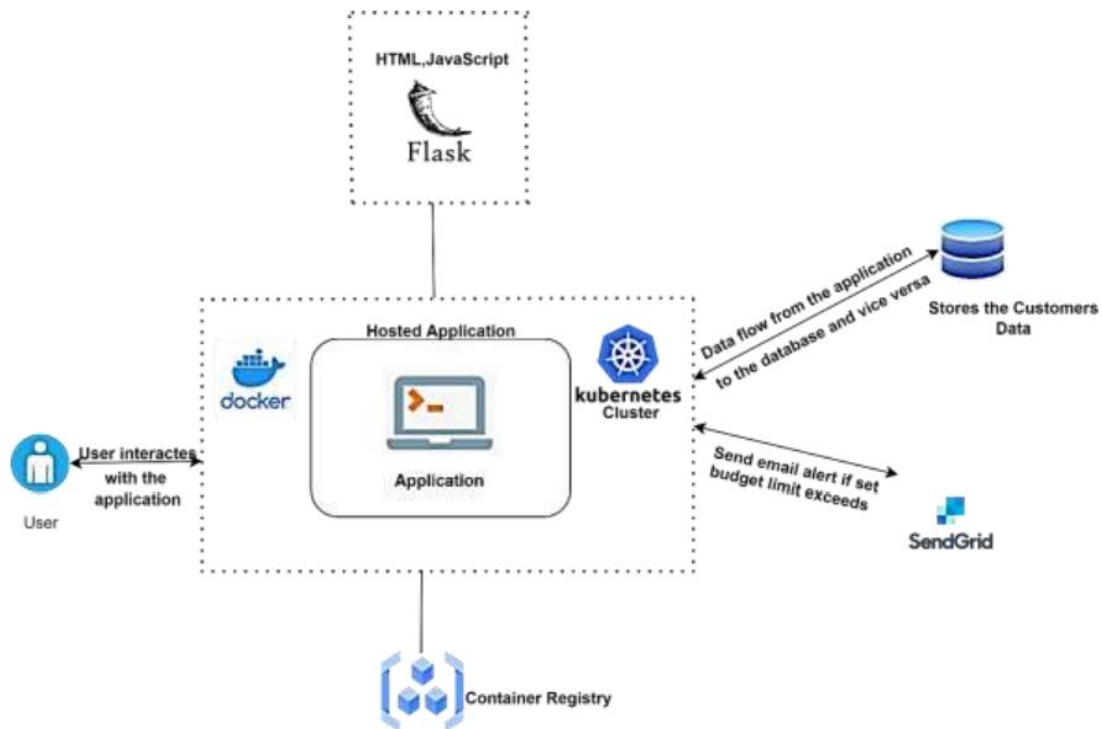 HTML,JavaScript
Flask
Data flow from the application
to the database and vice versa
Stores the Customers
Data
Hosted Application
docker
kubernetes
Cluster
Application
User interactes
with the
application
User
Send email alert if set
budget limit exceeds
SendGrid
Container Registry